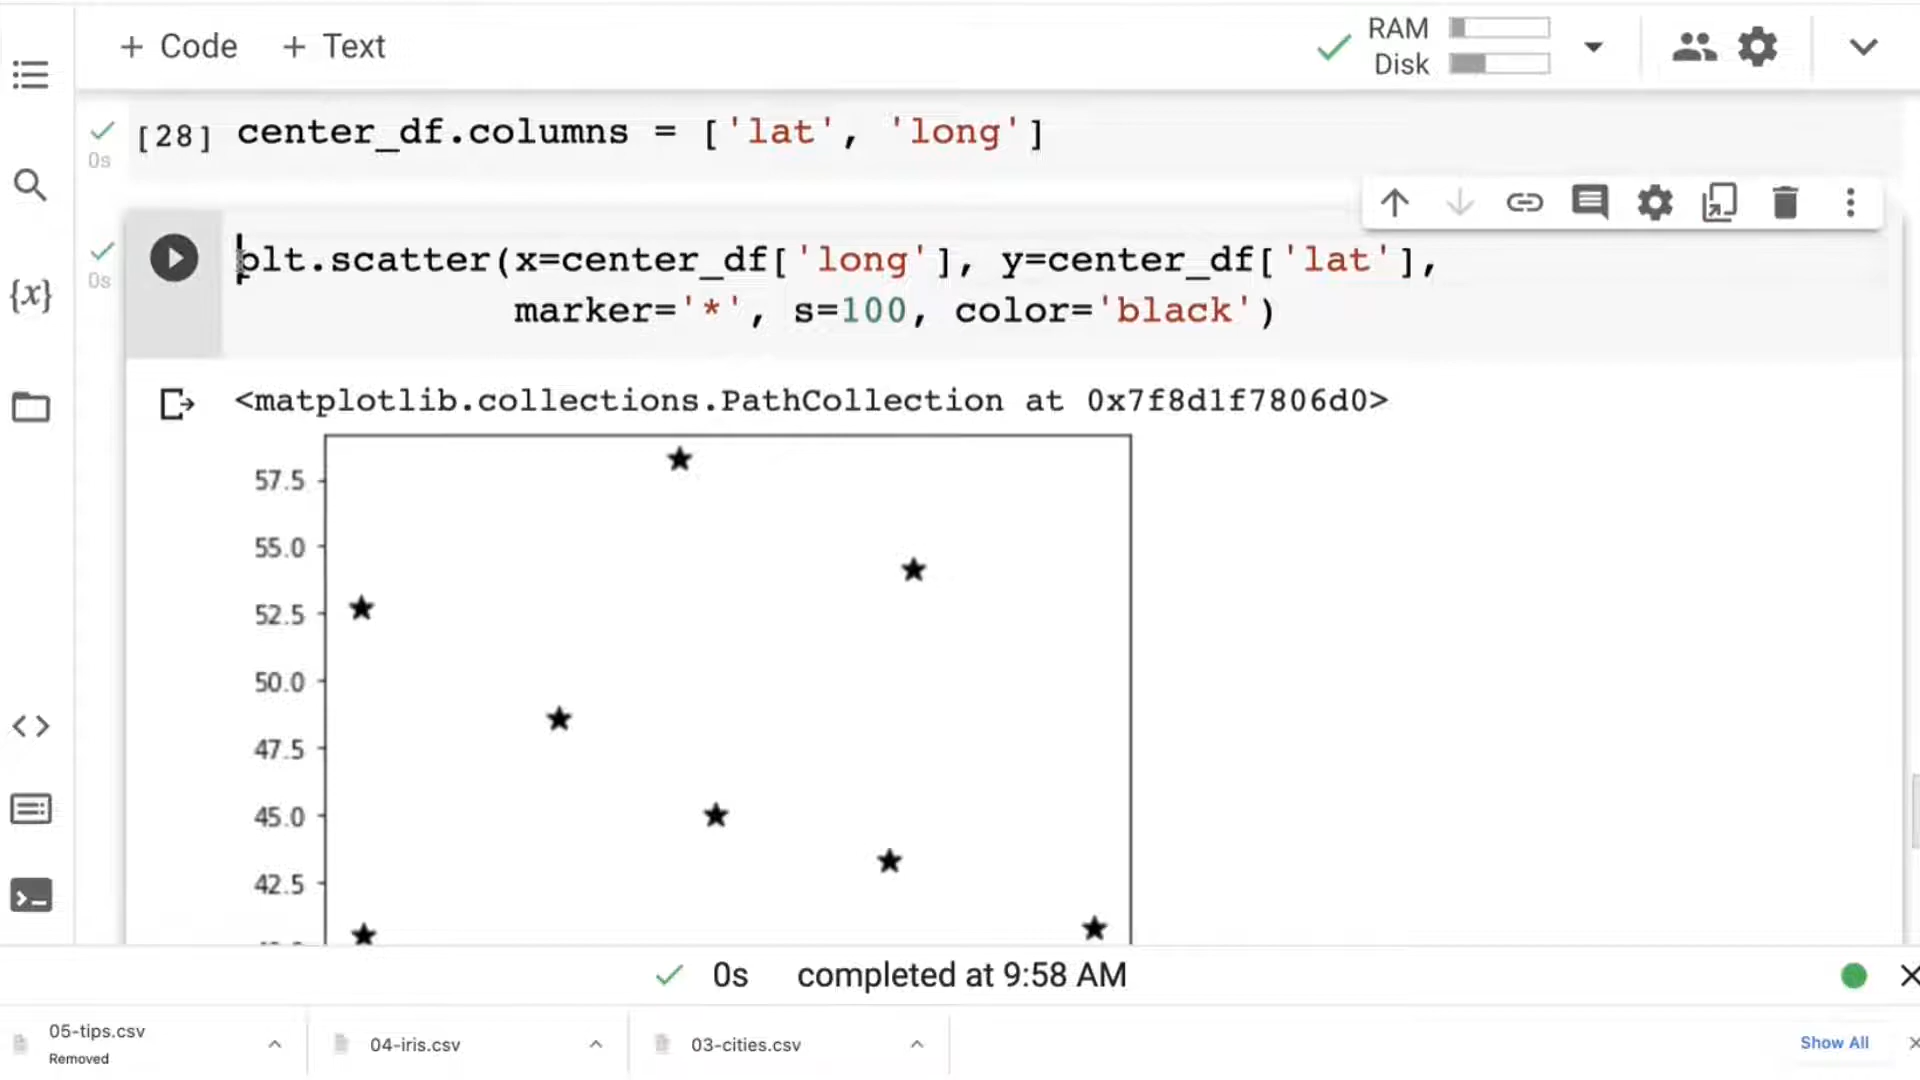 + Code + Text
RAM
Disk
0s
[28] center_df.columns = ['lat', 'long']
0s
plt.scatter(x=center_df['long'], y=center_df['lat'],
marker='*', s=100, color='black')
{x}
<matplotlib.collections.PathCollection at 0x7f8d1f7806d0>
57.5
55.0
52.5
50.0
47.5
45.0
42.5
0s completed at 9:58 AM
05-tips.csv
Removed
04-iris.csv
03-cities.csv
Show All